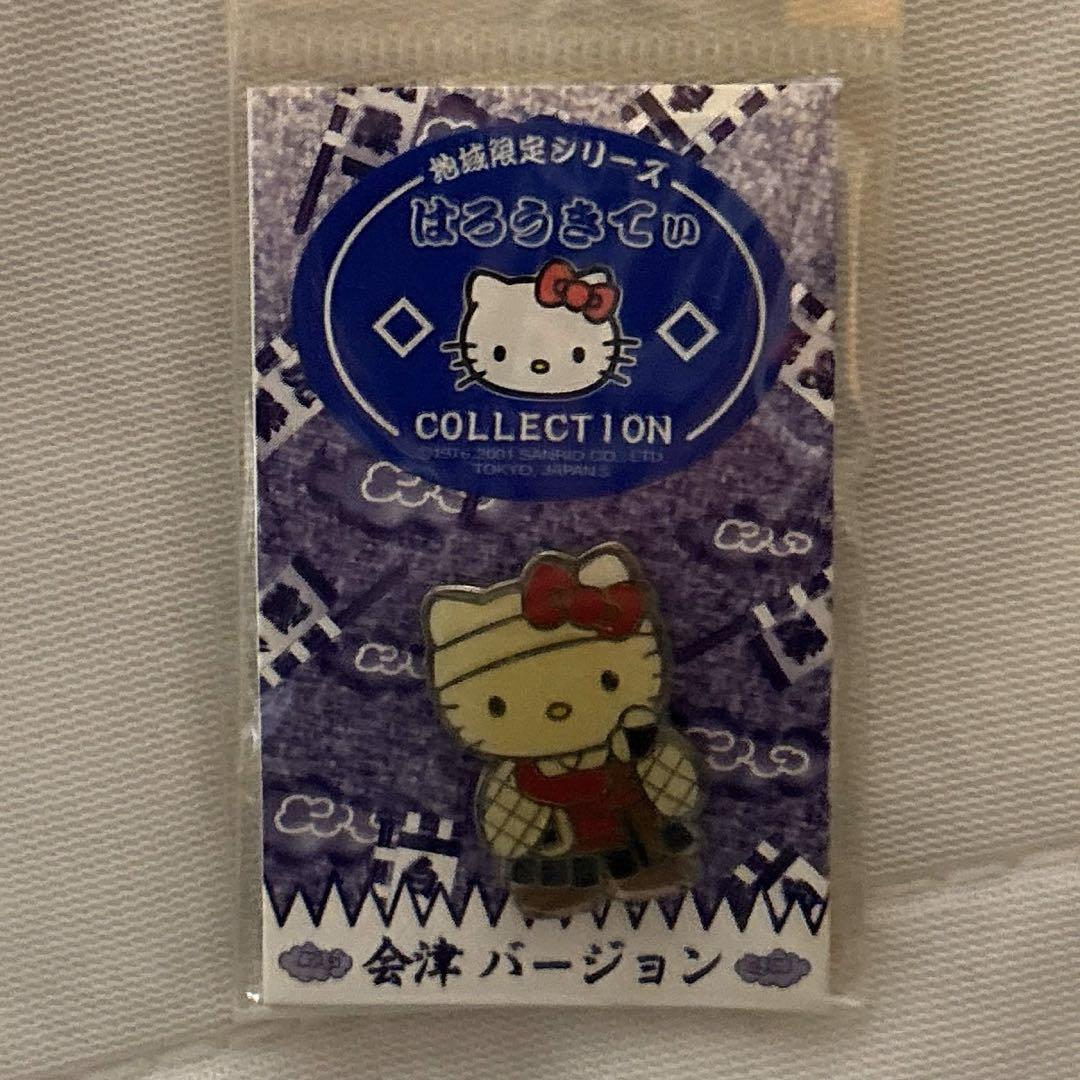 地域限定シリーズ
はろうきてぃ
COLLECTION
©1976, 2001 SANRIO CO., LTD.
TOKYO, JAPAN Ⓢ
会津 バージョン